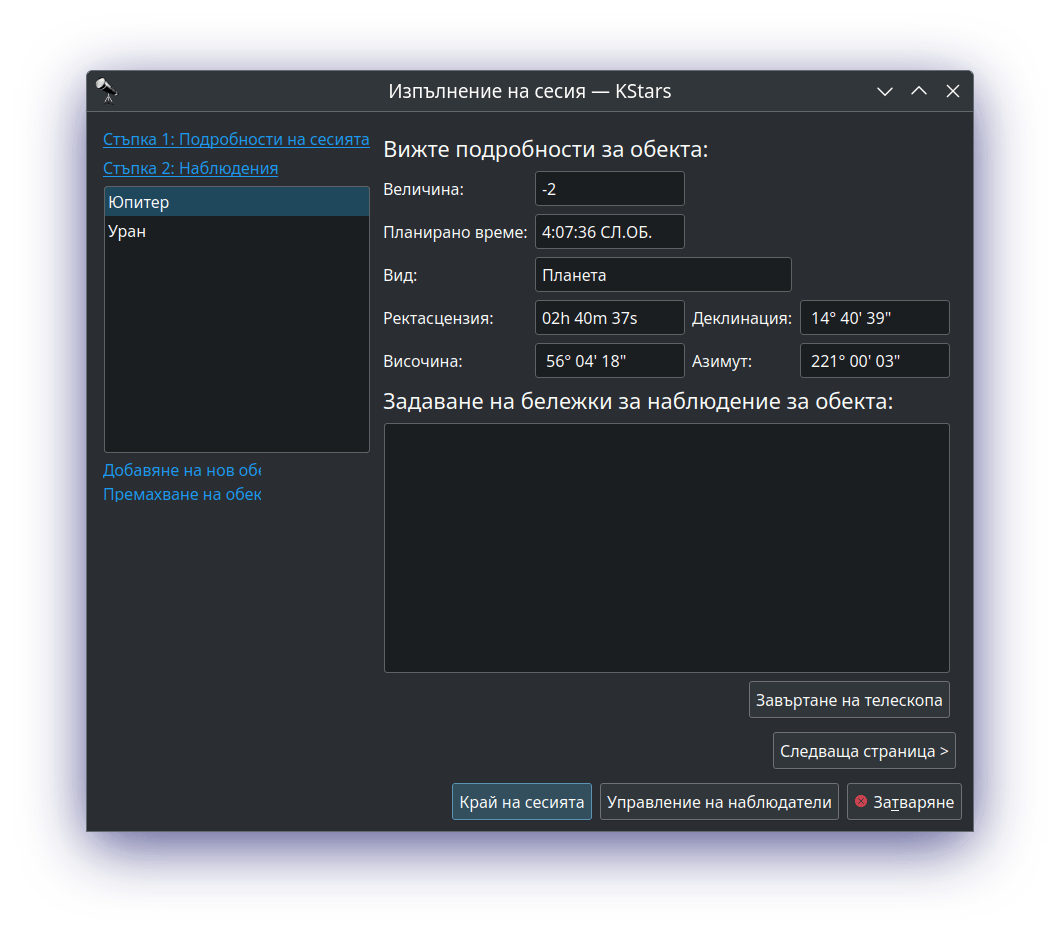 Изпълнение на сесия — KStars
Стъпка 1: Подробности на сесията
Стъпка 2: Наблюдения
Юпитер
Уран
Добавяне на нов обе
Премахване на обек
Вижте подробности за обекта:
Величина: -2
Планирано време: 4:07:36 СЛ.ОБ.
Вид: Планета
Ректасцензия: 02h 40m 37s Деклинация: 14° 40' 39"
Височина: 56° 04' 18" Азимут: 221° 00' 03"
Задаване на бележки за наблюдение за обекта:
Завъртане на телескопа
Следваща страница >
Край на сесията Управление на наблюдатели Затваряне